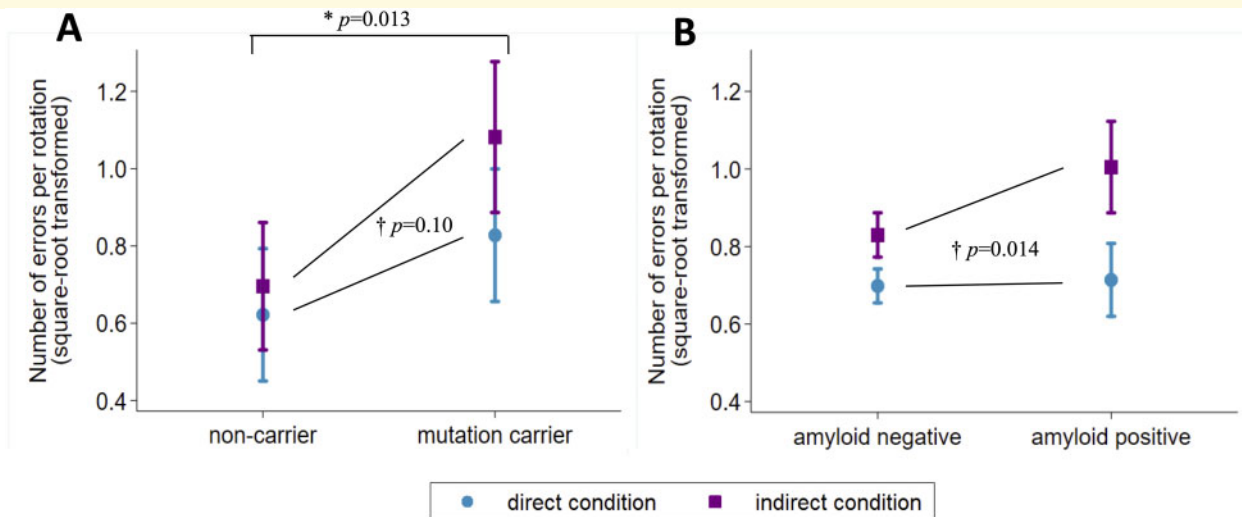 A
* p=0.013
Number of errors per rotation
(square-root transformed)
1.2
1.0
0.8
0.6
0.4
† p=0.10
non-carrier
mutation carrier
B
Number of errors per rotation
(square-root transformed)
1.2
1.0
0.8
0.6
0.4
† p=0.014
amyloid negative
amyloid positive
direct condition
indirect condition